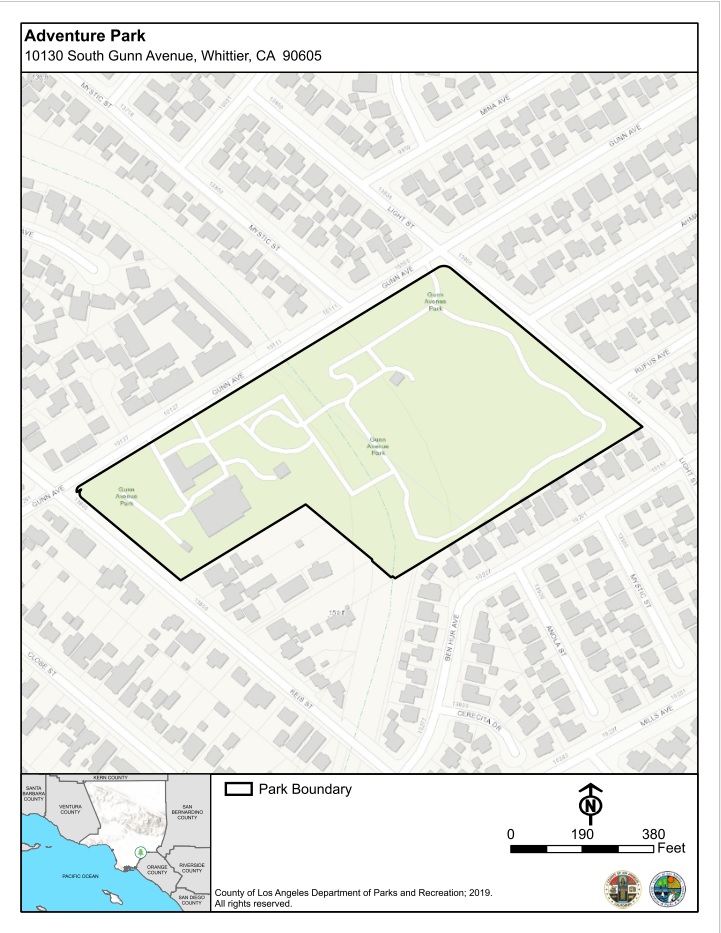 Adventure Park
10130 South Gunn Avenue, Whittier, CA 90605
MYSTIC ST
MINA AVE
GUNN AVE
LIGHT ST
MYSTIC ST
AVE
GUNN AVE
Gunn
Avenue
Park
RUFUS AVE
GUNN AVE
Gunn
Avenue
Park
LIGHT ST
Gunn
Avenue
Park
GUNN AVE
MYSTIC ST
BEN HUR AVE
ANOLA ST
GLOBE ST
REIS ST
CERECITA DR
MILLS AVE
KERN COUNTY
SANTA
BARBARA
COUNTY
VENTURA
COUNTY
SAN
BERNARDINO
COUNTY
PACIFIC OCEAN
ORANGE
COUNTY
RIVERSIDE
COUNTY
SAN DIEGO
COUNTY
Park Boundary
N
0 190 380
Feet
County of Los Angeles Department of Parks and Recreation; 2019.
All rights reserved.